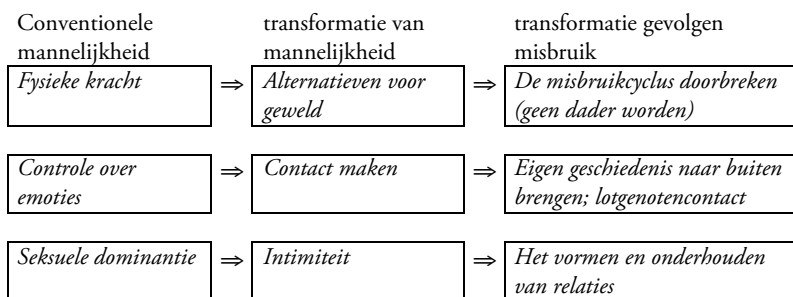 Conventionele
mannelijkheid
transformatie van
mannelijkheid
transformatie gevolgen
misbruik
Fysieke kracht
⇒
Alternatieven voor
geweld
⇒
De misbruikcyclus doorbreken
(geen dader worden)
Controle over
emoties
⇒
Contact maken
⇒
Eigen geschiedenis naar buiten
brengen; lotgenotencontact
Seksuele dominantie
⇒
Intimiteit
⇒
Het vormen en onderhouden
van relaties